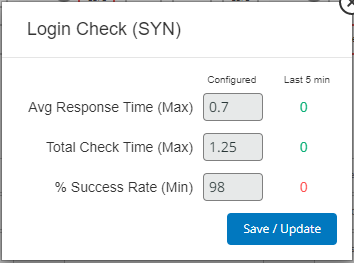 Login Check (SYN)
Configured Last 5 min
Avg Response Time (Max) 0.7 0
Total Check Time (Max) 1.25 0
% Success Rate (Min) 98 0
Save / Update